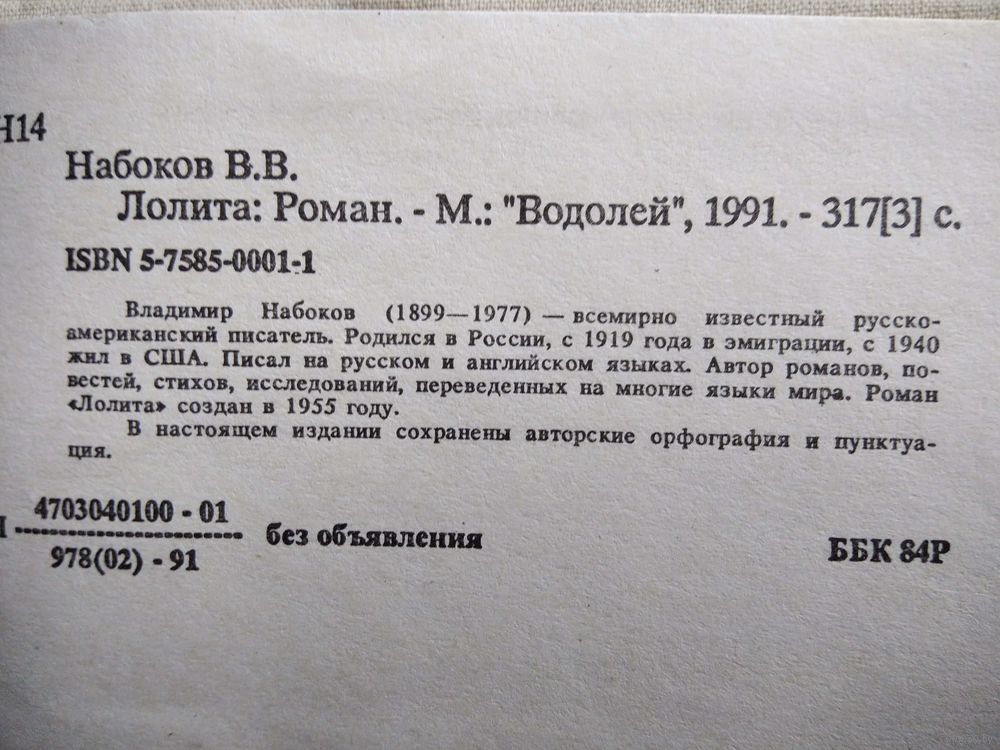 Н14
Набоков В.В.
Лолита: Роман. - М.: "Водолей", 1991. - 317[3] с.
ISBN 5-7585-0001-1
Владимир Набоков (1899—1977) — всемирно известный русско-
американский писатель. Родился в России, с 1919 года в эмиграции, с 1940
жил в США. Писал на русском и английском языках. Автор романов, по-
вестей, стихов, исследований, переведенных на многие языки мира. Роман
«Лолита» создан в 1955 году.
В настоящем издании сохранены авторские орфография и пунктуа-
ция.
4703040100 - 01
без объявления
978(02) - 91
ББК 84Р